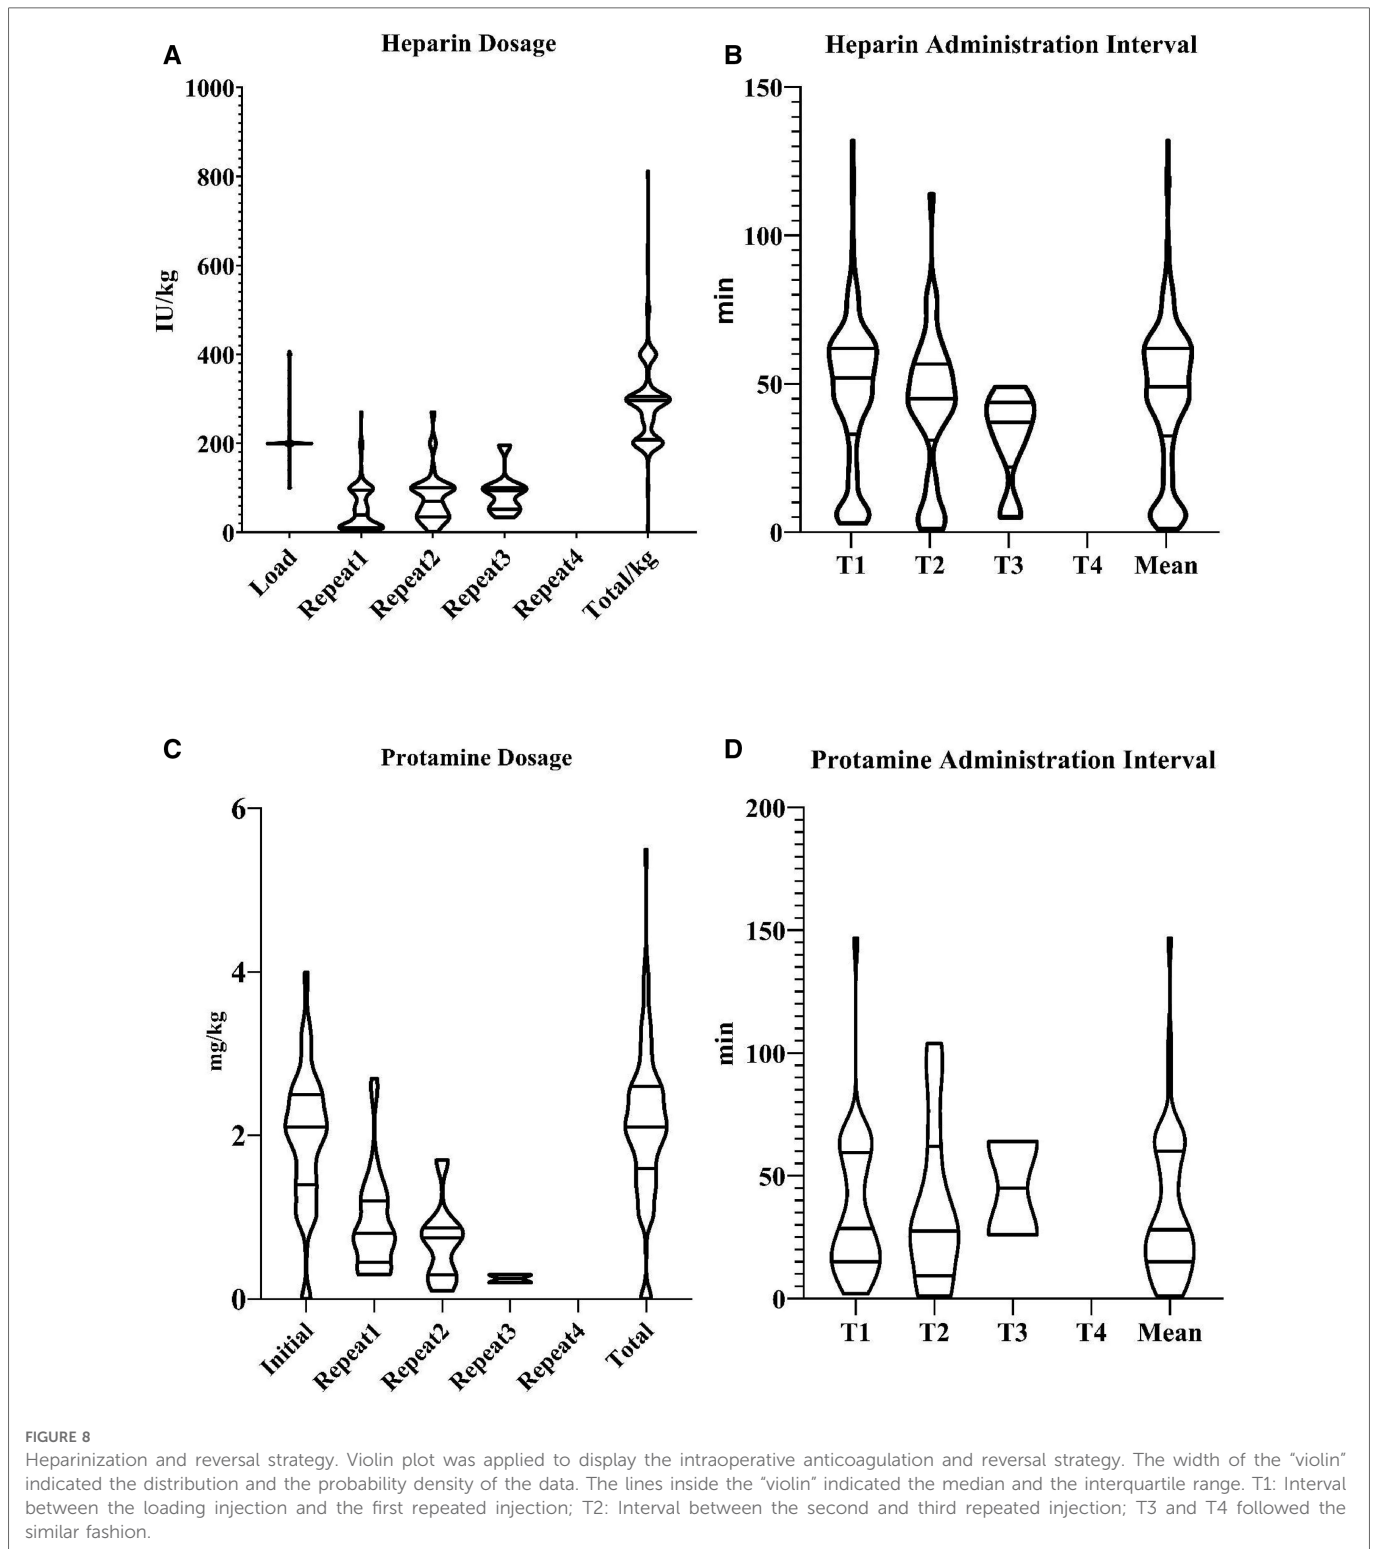 A
Heparin Dosage
IU/kg
1000
800
600
400
200
0
Load
Repeat1
Repeat2
Repeat3
Repeat4
Total/kg
B
Heparin Administration Interval
min
150
100
50
0
T1
T2
T3
T4
Mean
C
Protamine Dosage
mg/kg
6
4
2
0
Initial
Repeat1
Repeat2
Repeat3
Repeat4
Total
D
Protamine Administration Interval
min
200
150
100
50
0
T1
T2
T3
T4
Mean
FIGURE 8
Heparinization and reversal strategy. Violin plot was applied to display the intraoperative anticoagulation and reversal strategy. The width of the “violin”
indicated the distribution and the probability density of the data. The lines inside the “violin” indicated the median and the interquartile range. T1: Interval
between the loading injection and the first repeated injection; T2: Interval between the second and third repeated injection; T3 and T4 followed the
similar fashion.